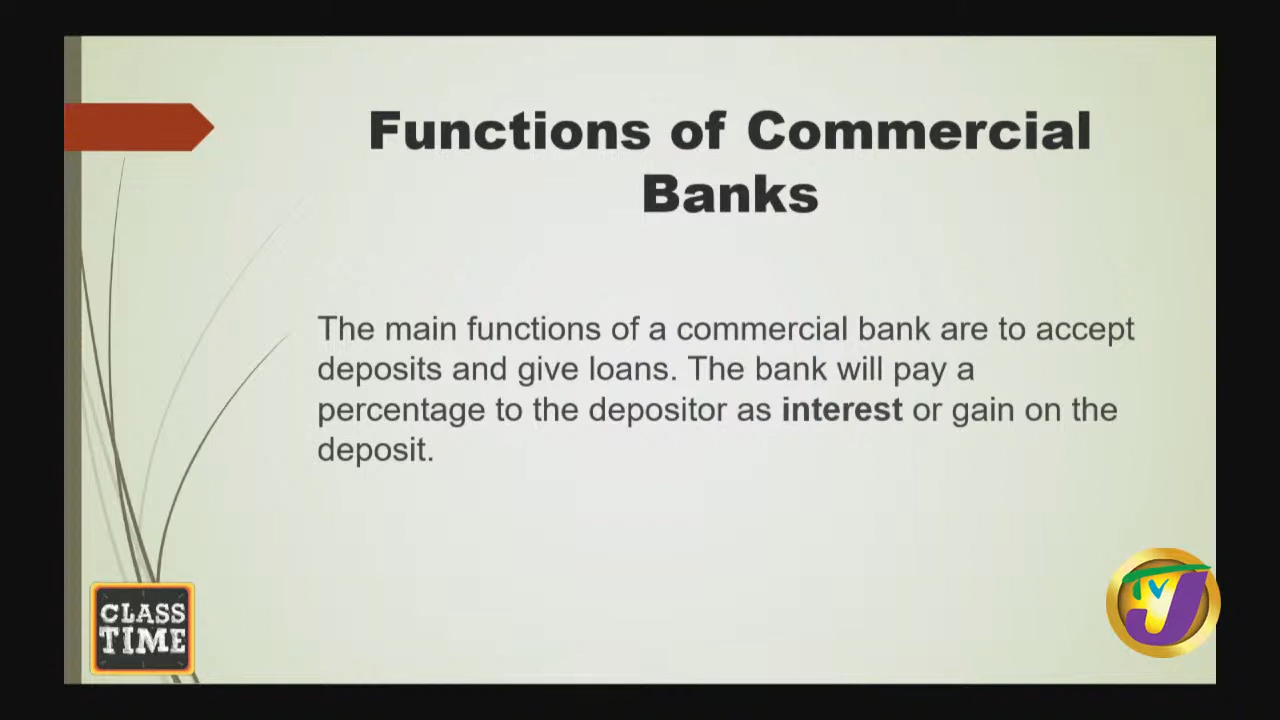 Functions of Commercial
Banks
The main functions of a commercial bank are to accept
deposits and give loans. The bank will pay a
percentage to the depositor as interest or gain on the
deposit.
CLASS
TIME
TVJ